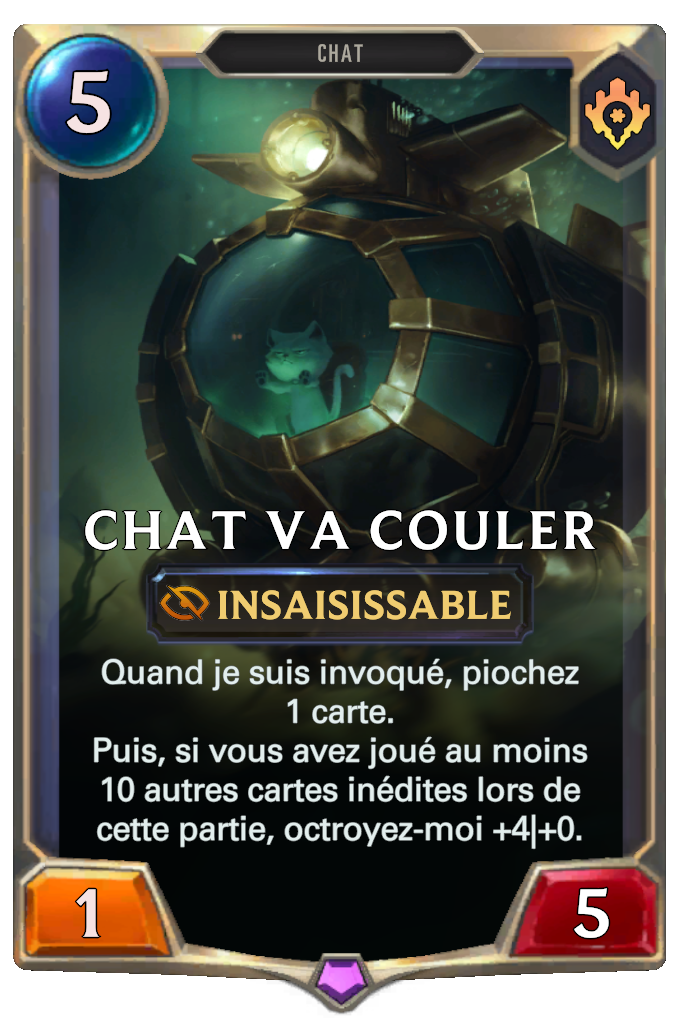 CHAT
5
CHAT VA COULER
INSAISISSABLE
Quand je suis invoqué, piochez
1 carte.
Puis, si vous avez joué au moins
10 autres cartes inédites lors de
cette partie, octroyez-moi +4|+0.
1
5